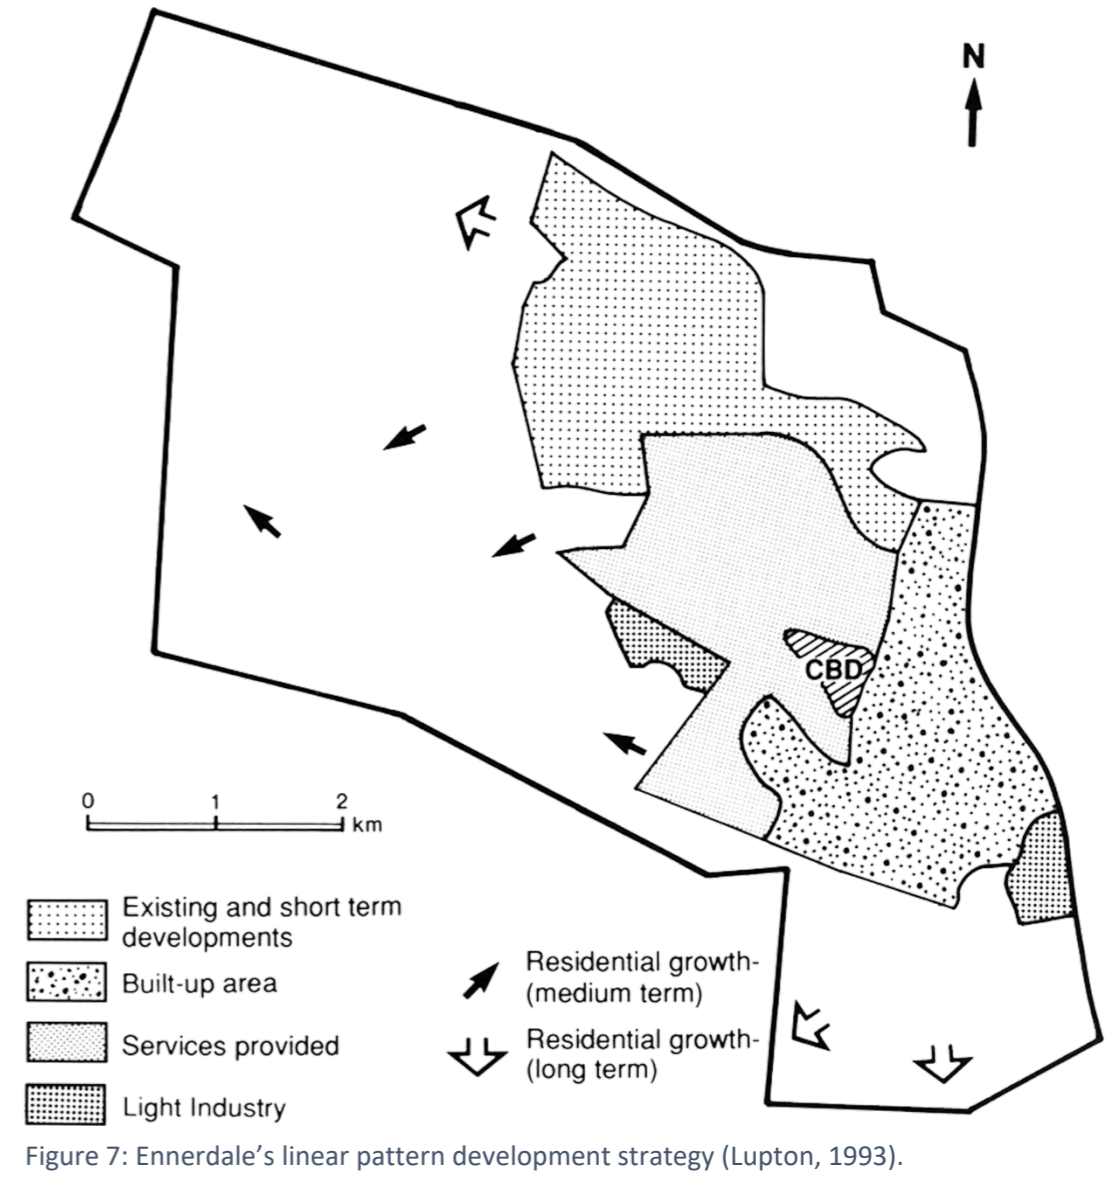 N
CBD
0 1 2
km
Existing and short term
developments
Built-up area
Services provided
Light Industry
Residential growth-
(medium term)
Residential growth-
(long term)
Figure 7: Ennerdale’s linear pattern development strategy (Lupton, 1993).